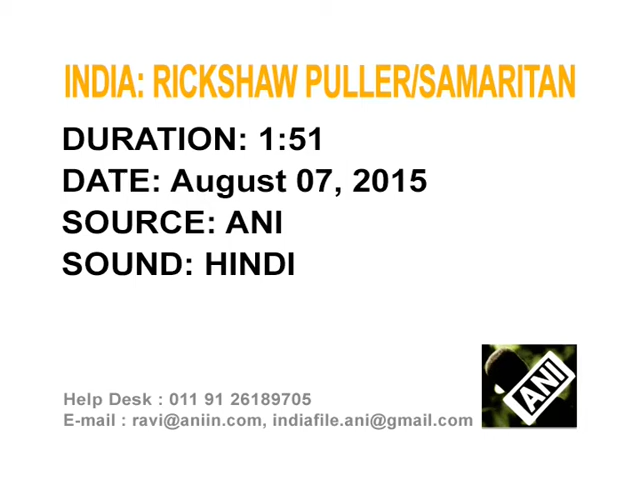 INDIA: RICKSHAW PULLER/SAMARITAN
DURATION: 1:51
DATE: August 07, 2015
SOURCE: ANI
SOUND: HINDI
ANI
Help Desk : 011 91 26189705
E-mail : ravi@aniin.com, indiafile.ani@gmail.com